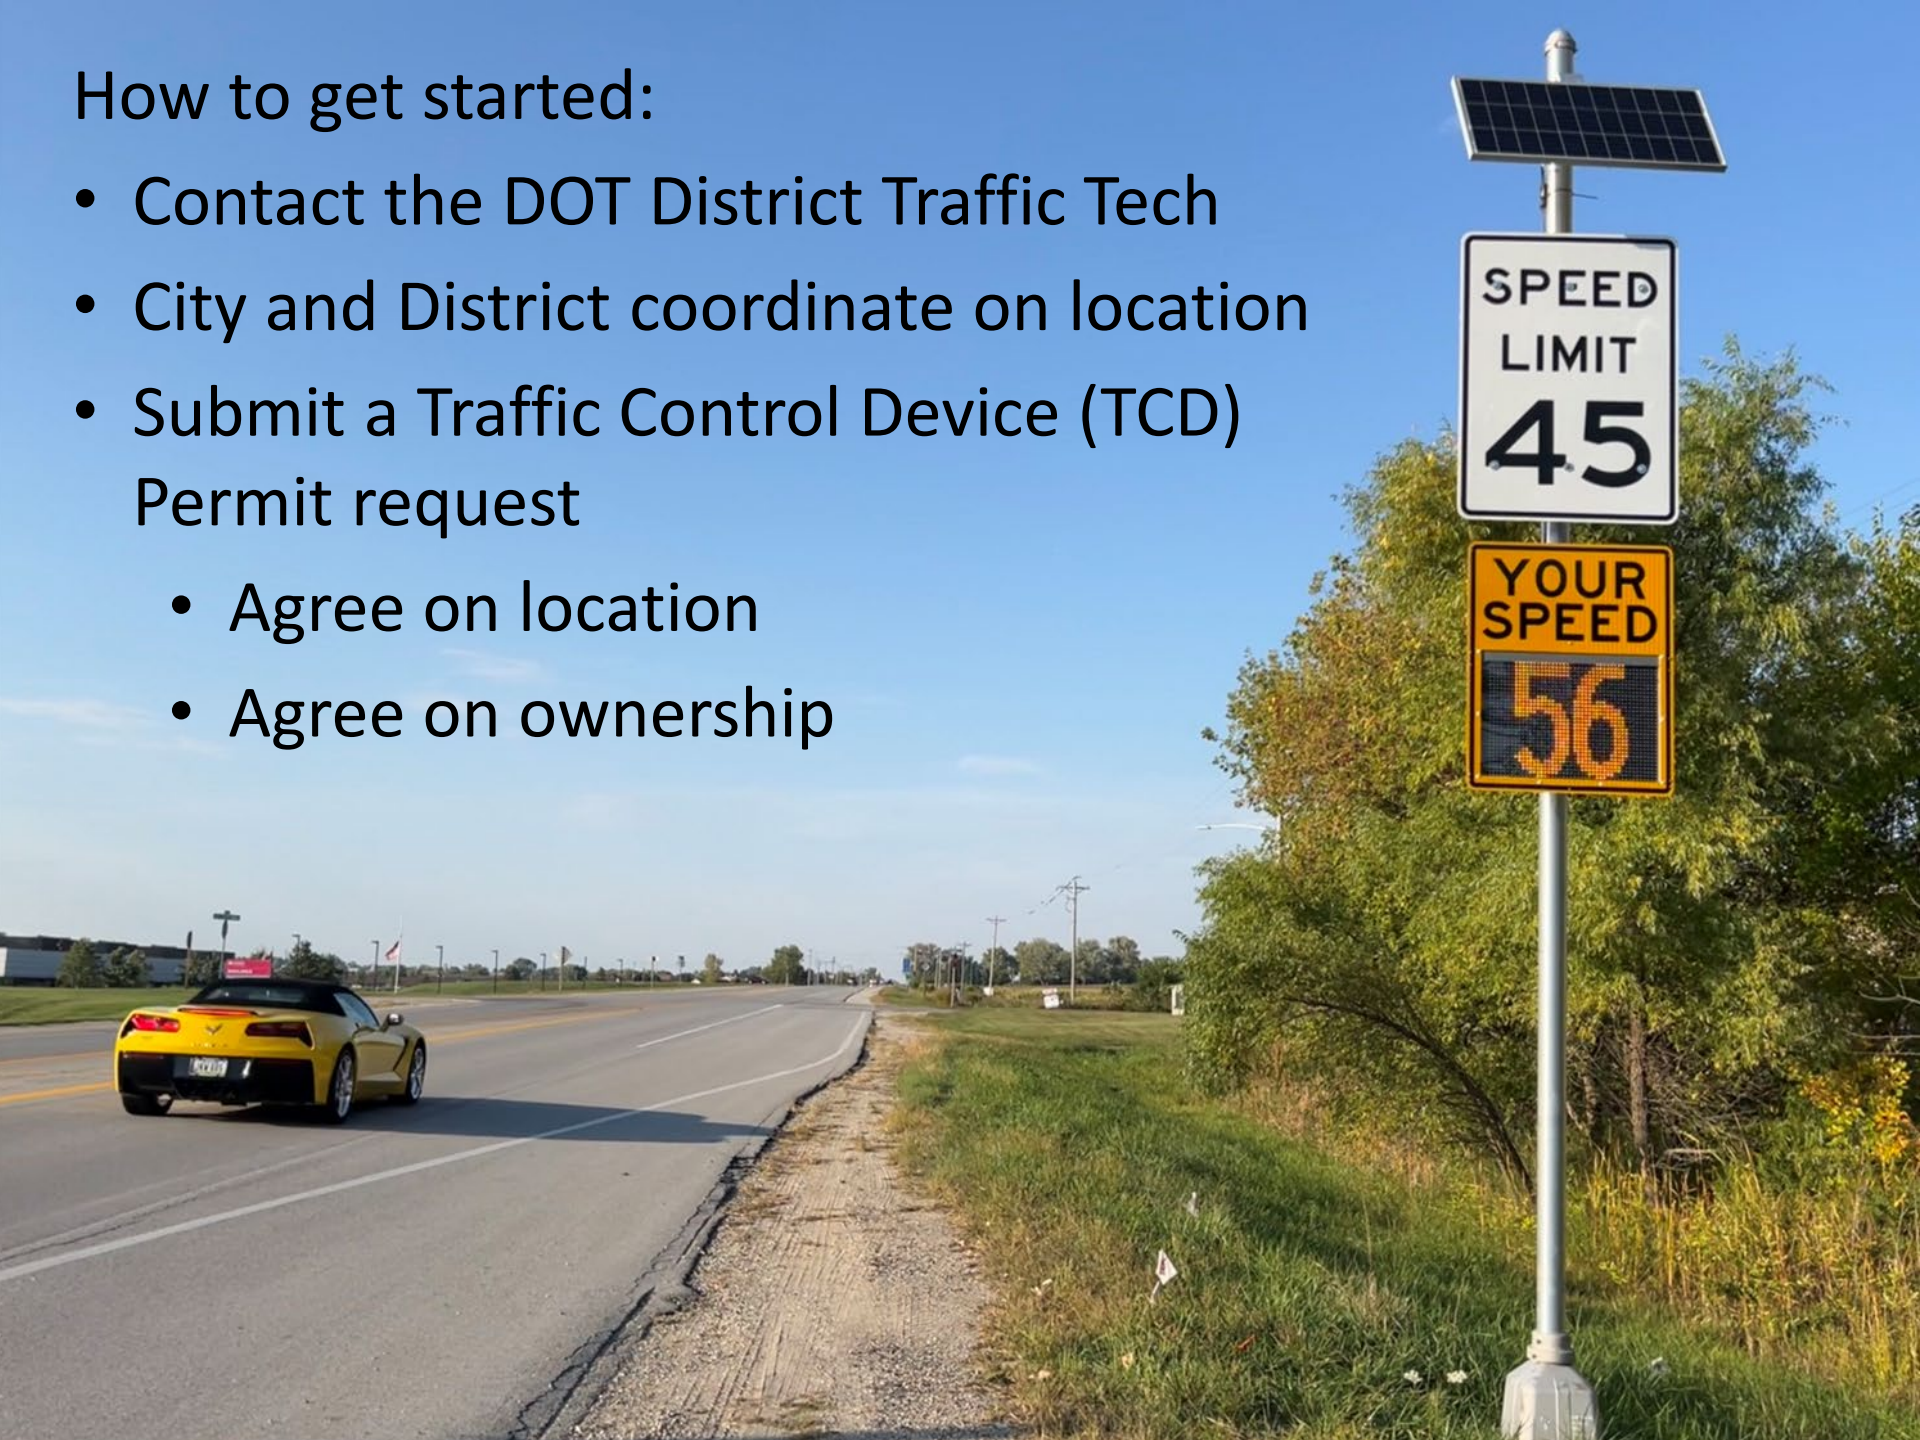 How to get started:
• Contact the DOT District Traffic Tech
• City and District coordinate on location
• Submit a Traffic Control Device (TCD)
Permit request
• Agree on location
• Agree on ownership
SPEED
LIMIT
45
YOUR
SPEED
56